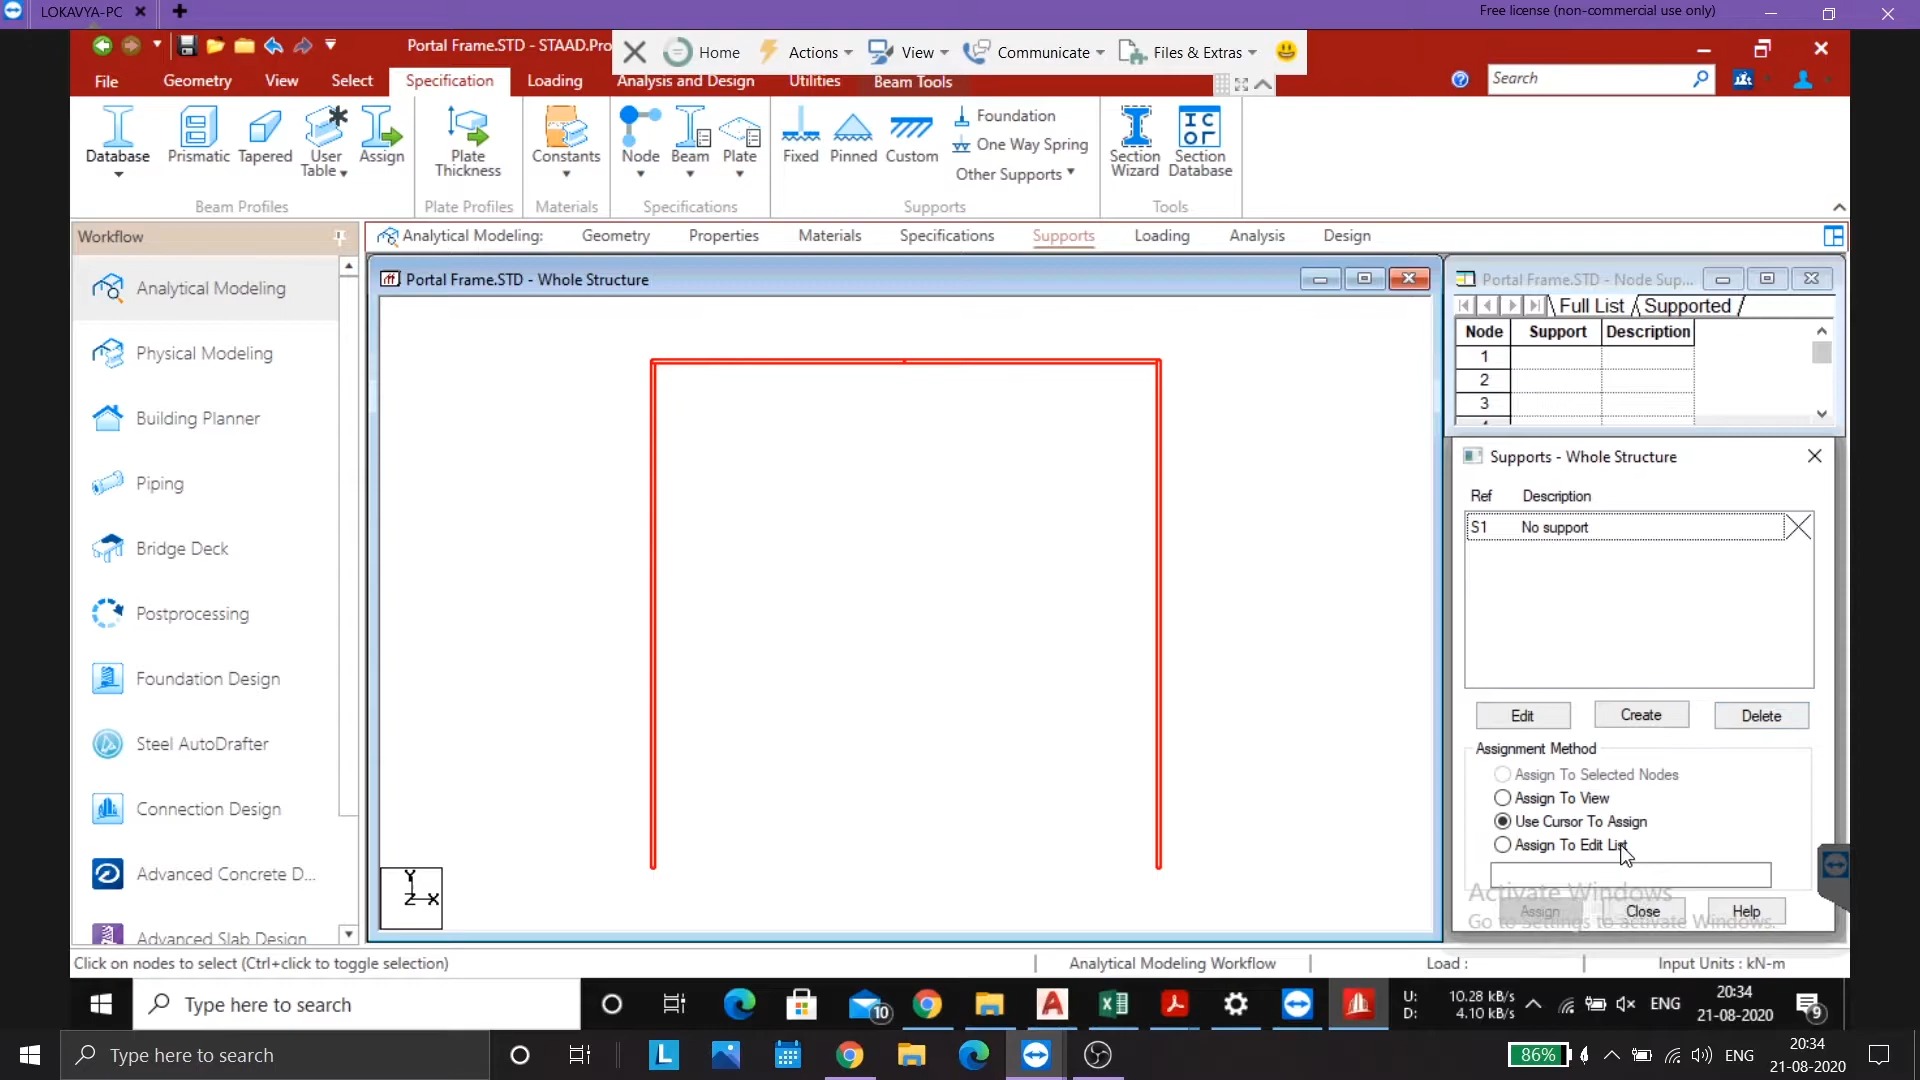 LOKAVYA-PC
Free license (non-commercial use only)
Portal Frame.STD - STAAD.Pro
Home
Actions
View
Communicate
Files & Extras
File
Geometry
View
Select
Specification
Loading
Analysis and Design
Utilities
Beam Tools
Search
Database
Prismatic
Tapered
User
Table
Assign
Plate
Thickness
Constants
Node
Beam
Plate
Fixed
Pinned
Custom
Foundation
One Way Spring
Other Supports
Section
Wizard
Section
Database
Beam Profiles
Plate Profiles
Materials
Specifications
Supports
Tools
Workflow
Analytical Modeling:
Geometry
Properties
Materials
Specifications
Supports
Loading
Analysis
Design
Analytical Modeling
Physical Modeling
Building Planner
Piping
Bridge Deck
Postprocessing
Foundation Design
Steel AutoDrafter
Connection Design
Advanced Concrete D...
Advanced Slab Design
Portal Frame.STD - Whole Structure
Y
Z X
Portal Frame.STD - Node Sup...
Full List
Supported
Node Support Description
1
2
3
Supports - Whole Structure
Ref Description
S1 No support
Edit
Create
Delete
Assignment Method
Assign To Selected Nodes
Assign To View
Use Cursor To Assign
Assign To Edit List
Activate Windows
Go to Settings to activate Windows.
Assign
Close
Help
Click on nodes to select (Ctrl+click to toggle selection)
Analytical Modeling Workflow
Load :
Input Units : kN-m
Type here to search
10
U: 10.28 kB/s
D: 4.10 kB/s
ENG
20:34
21-08-2020
9
Type here to search
86%
ENG
20:34
21-08-2020